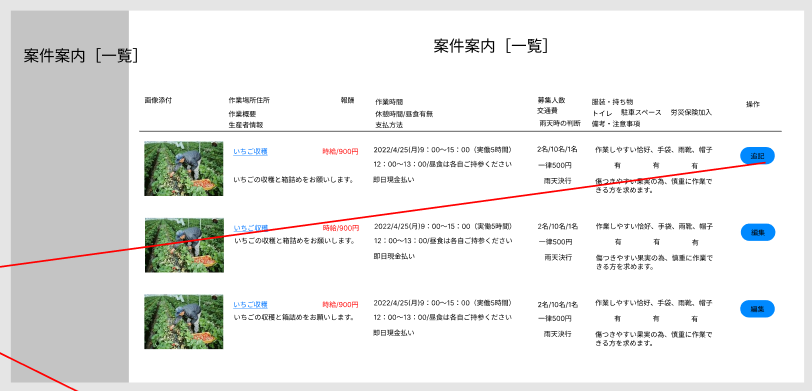 案件案内［一覧］
案件案内［一覧］
画像添付
作業場所住所
作業概要
生産者情報
報酬
作業時間
休憩時間/昼食有無
支払方法
募集人数
交通費
雨天時の判断
服装・持ち物
トイレ　駐車スペース　労災保険加入
備考・注意事項
操作
いちご収穫
時給/900円
いちごの収穫と箱詰めをお願いします。
2022/4/25(月)9：00〜15：00（実働5時間）
12：00〜13：00/昼食は各自ご持参ください
即日現金払い
2名/10名/1名
一律500円
雨天決行
作業しやすい恰好、手袋、雨靴、帽子
有　有　有
傷つきやすい果実の為、慎重に作業で
きる方を求めます。
追記
いちご収穫
時給/900円
いちごの収穫と箱詰めをお願いします。
2022/4/25(月)9：00〜15：00（実働5時間）
12：00〜13：00/昼食は各自ご持参ください
即日現金払い
2名/10名/1名
一律500円
雨天決行
作業しやすい恰好、手袋、雨靴、帽子
有　有　有
傷つきやすい果実の為、慎重に作業で
きる方を求めます。
編集
いちご収穫
時給/900円
いちごの収穫と箱詰めをお願いします。
2022/4/25(月)9：00〜15：00（実働5時間）
12：00〜13：00/昼食は各自ご持参ください
即日現金払い
2名/10名/1名
一律500円
雨天決行
作業しやすい恰好、手袋、雨靴、帽子
有　有　有
傷つきやすい果実の為、慎重に作業で
きる方を求めます。
編集